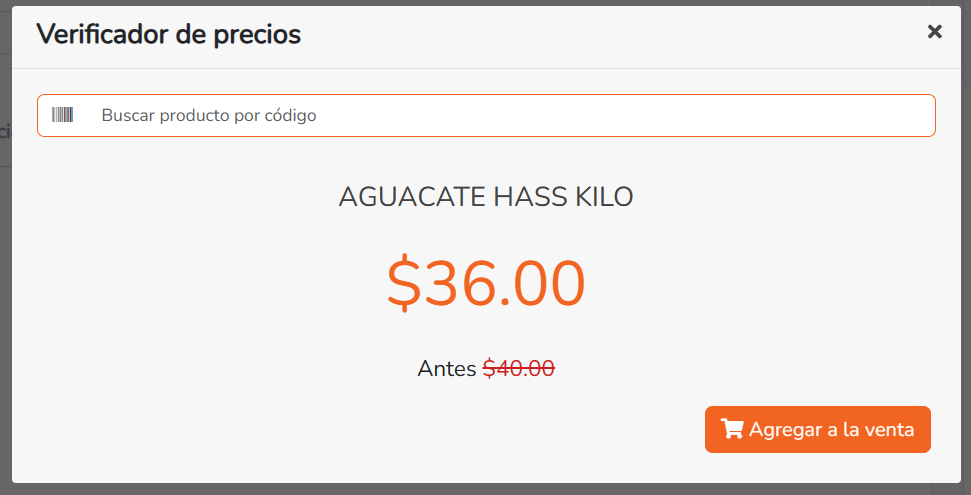 Verificador de precios
Buscar producto por código
AGUACATE HASS KILO
$36.00
Antes $40.00
Agregar a la venta